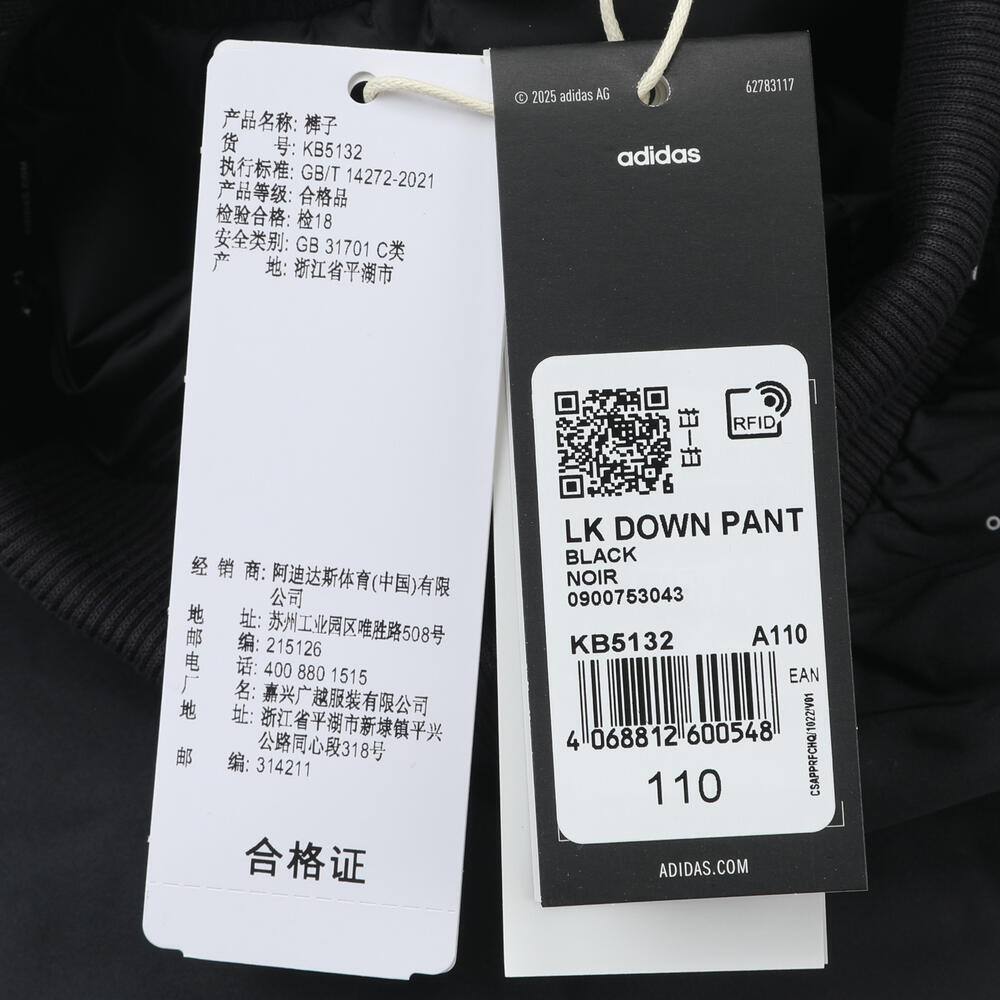 产品名称: 裤子
货 号: KB5132
执行标准: GB/T 14272-2021
产品等级: 合格品
检验合格: 检18
安全类别: GB 31701 C类
产 地: 浙江省平湖市
经 销 商: 阿迪达斯体育(中国)有限
公司
地 址: 苏州工业园区唯胜路508号
邮 编: 215126
电 话: 400 880 1515
厂 名: 嘉兴广越服装有限公司
地 址: 浙江省平湖市新埭镇平兴
公路同心段318号
邮 编: 314211
合格证
© 2025 adidas AG
62783117
adidas
扫一扫
RFID
LK DOWN PANT
BLACK
NOIR
0900753043
KB5132 A110
EAN
4 068812 600548
CSAPPRFCHQ/1022/V01
110
ADIDAS.COM